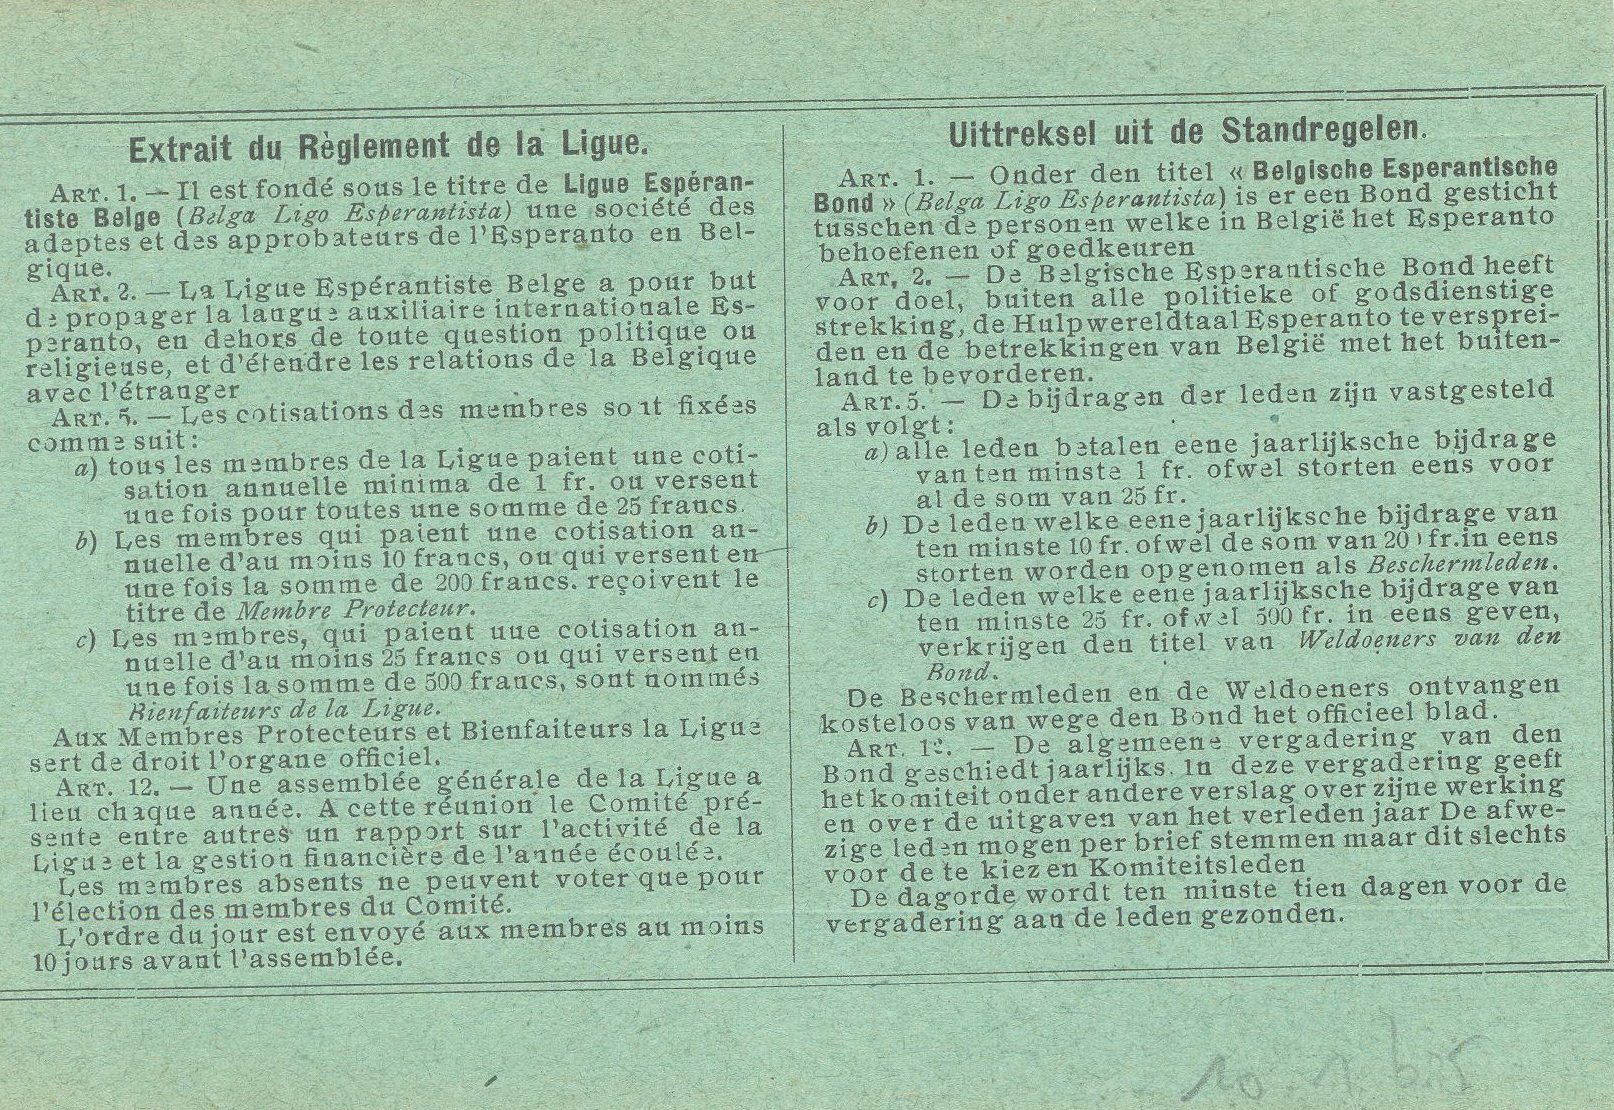 Extrait du Règlement de la Ligue.
ART. 1. — Il est fondé sous le titre de Ligue Espéran-
tiste Belge (Belga Ligo Esperantista) une société des
adeptes et des approbateurs de l'Esperanto en Bel-
gique.
ART. 2. — La Ligue Espérantiste Belge a pour but
de propager la langue auxiliaire internationale Es-
peranto, en dehors de toute question politique ou
religieuse, et d'étendre les relations de la Belgique
avec l'étranger
ART. 5. — Les cotisations des membres sont fixées
comme suit :
a) tous les membres de la Ligue paient une coti-
sation annuelle minima de 1 fr. ou versent
une fois pour toutes une somme de 25 francs.
b) Les membres qui paient une cotisation an-
nuelle d'au moins 10 francs, ou qui versent en
une fois la somme de 200 francs. reçoivent le
titre de Membre Protecteur.
c) Les membres, qui paient une cotisation an-
nuelle d'au moins 25 francs ou qui versent en
une fois la somme de 500 francs, sont nommés
Bienfaiteurs de la Ligue.
Aux Membres Protecteurs et Bienfaiteurs la Ligue
sert de droit l'organe officiel.
ART. 12. — Une assemblée générale de la Ligue a
lieu chaque année. A cette réunion le Comité pré-
sente entre autres un rapport sur l'activité de la
Ligue et la gestion financière de l'année écoulée.
Les membres absents ne peuvent voter que pour
l'élection des membres du Comité.
L'ordre du jour est envoyé aux membres au moins
10 jours avant l'assemblée.
Uittreksel uit de Standregelen.
ART. 1. — Onder den titel « Belgische Esperantische
Bond » (Belga Ligo Esperantista) is er een Bond gesticht
tusschen de personen welke in België het Esperanto
behoefenen of goedkeuren
ART. 2. — De Belgische Esperantische Bond heeft
voor doel, buiten alle politieke of godsdienstige
strekking, de Hulpwereldtaal Esperanto te versprei-
den en de betrekkingen van België met het buiten-
land te bevorderen.
ART. 5. — De bijdragen der leden zijn vastgesteld
als volgt :
a) alle leden betalen eene jaarlijksche bijdrage
van ten minste 1 fr. ofwel storten eens voor
al de som van 25 fr.
b) De leden welke eene jaarlijksche bijdrage van
ten minste 10 fr. ofwel de som van 200 fr. in eens
storten worden opgenomen als Beschermleden.
c) De leden welke eene jaarlijksche bijdrage van
ten minste 25 fr. ofwel 500 fr. in eens geven,
verkrijgen den titel van Weldoeners van den
Bond.
De Beschermleden en de Weldoeners ontvangen
kosteloos van wege den Bond het officieel blad.
ART. 12. — De algemeene vergadering van den
Bond geschiedt jaarlijks. In deze vergadering geeft
het komiteit onder andere verslag over zijne werking
en over de uitgaven van het verleden jaar De afwe-
zige leden mogen per brief stemmen maar dit slechts
voor de te kiezen Komiteitsleden
De dagorde wordt ten minste tien dagen voor de
vergadering aan de leden gezonden.